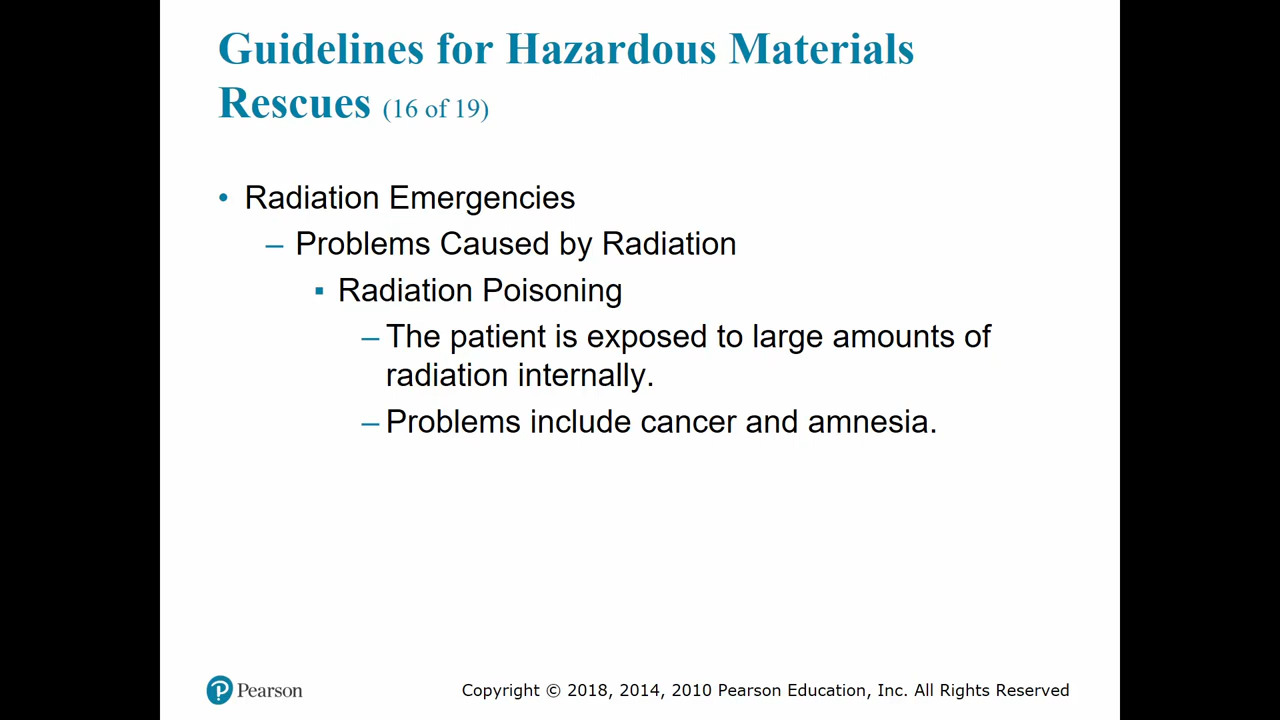 Guidelines for Hazardous Materials
Rescues (16 of 19)
• Radiation Emergencies
– Problems Caused by Radiation
▪ Radiation Poisoning
– The patient is exposed to large amounts of
radiation internally.
– Problems include cancer and amnesia.
Pearson
Copyright © 2018, 2014, 2010 Pearson Education, Inc. All Rights Reserved